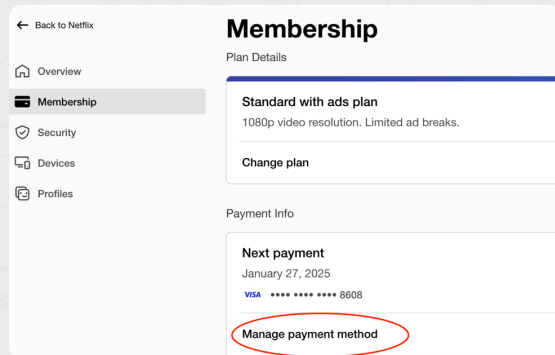 Back to Netflix
Overview
Membership
Security
Devices
Profiles
Membership
Plan Details
Standard with ads plan
1080p video resolution. Limited ad breaks.
Change plan
Payment Info
Next payment
January 27, 2025
VISA •••• •••• •••• 8608
Manage payment method